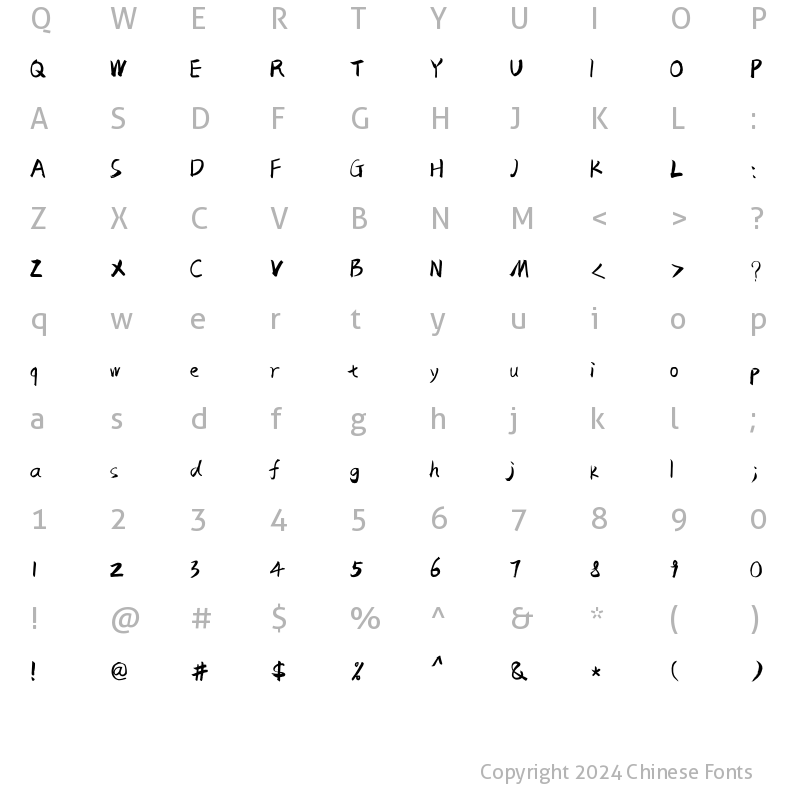 Q W E R T Y U I O P
Q W E R T Y U I O P
A S D F G H J K L :
A S D F G H J K L :
Z X C V B N M < > ?
Z X C V B N M < > ?
q w e r t y u i o p
q w e r t y u i o p
a s d f g h j k l ;
a s d f g h j k l ;
1 2 3 4 5 6 7 8 9 0
1 2 3 4 5 6 7 8 9 0
! @ # $ % ^ & * ( )
! @ # $ % ^ & * ( )
Copyright 2024 Chinese Fonts